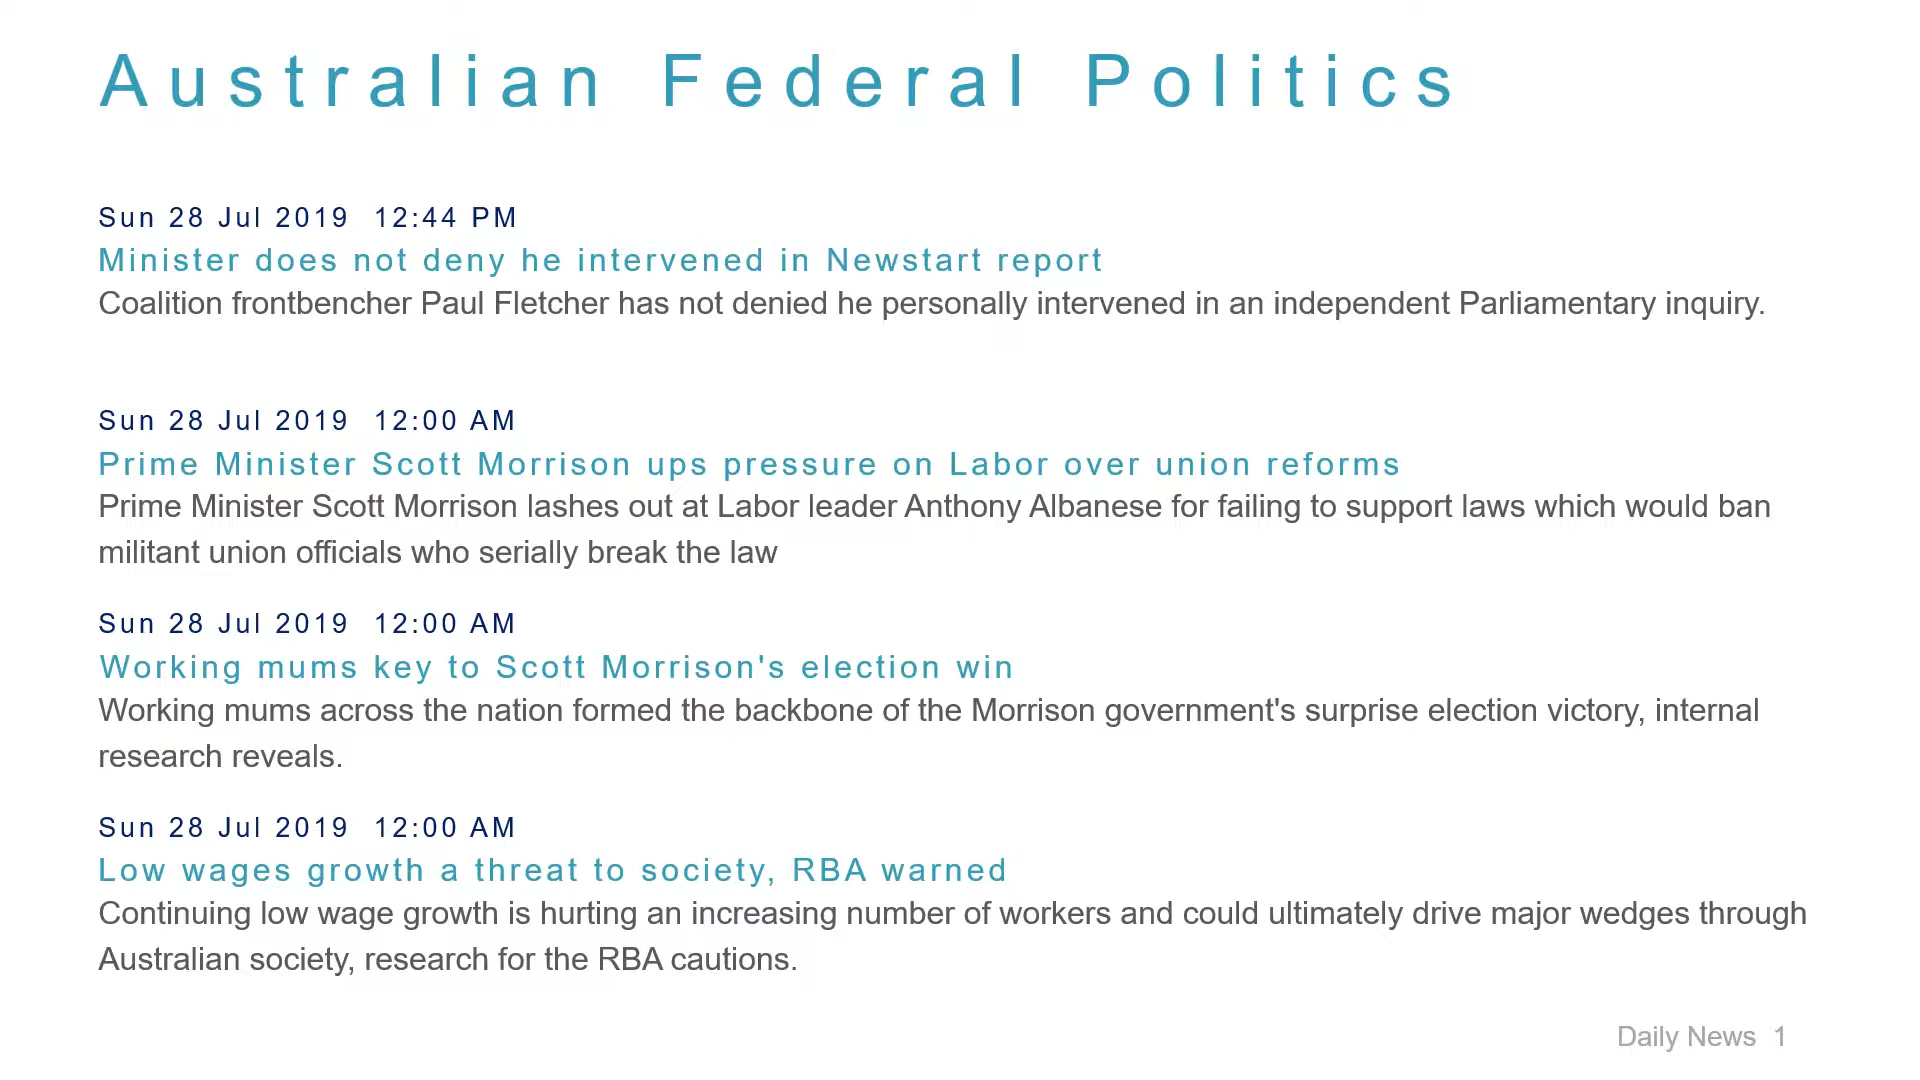 Australian Federal Politics
Sun 28 Jul 2019 12:44 PM
Minister does not deny he intervened in Newstart report
Coalition frontbencher Paul Fletcher has not denied he personally intervened in an independent Parliamentary inquiry.
Sun 28 Jul 2019 12:00 AM
Prime Minister Scott Morrison ups pressure on Labor over union reforms
Prime Minister Scott Morrison lashes out at Labor leader Anthony Albanese for failing to support laws which would ban
militant union officials who serially break the law
Sun 28 Jul 2019 12:00 AM
Working mums key to Scott Morrison's election win
Working mums across the nation formed the backbone of the Morrison government's surprise election victory, internal
research reveals.
Sun 28 Jul 2019 12:00 AM
Low wages growth a threat to society, RBA warned
Continuing low wage growth is hurting an increasing number of workers and could ultimately drive major wedges through
Australian society, research for the RBA cautions.
Daily News 1